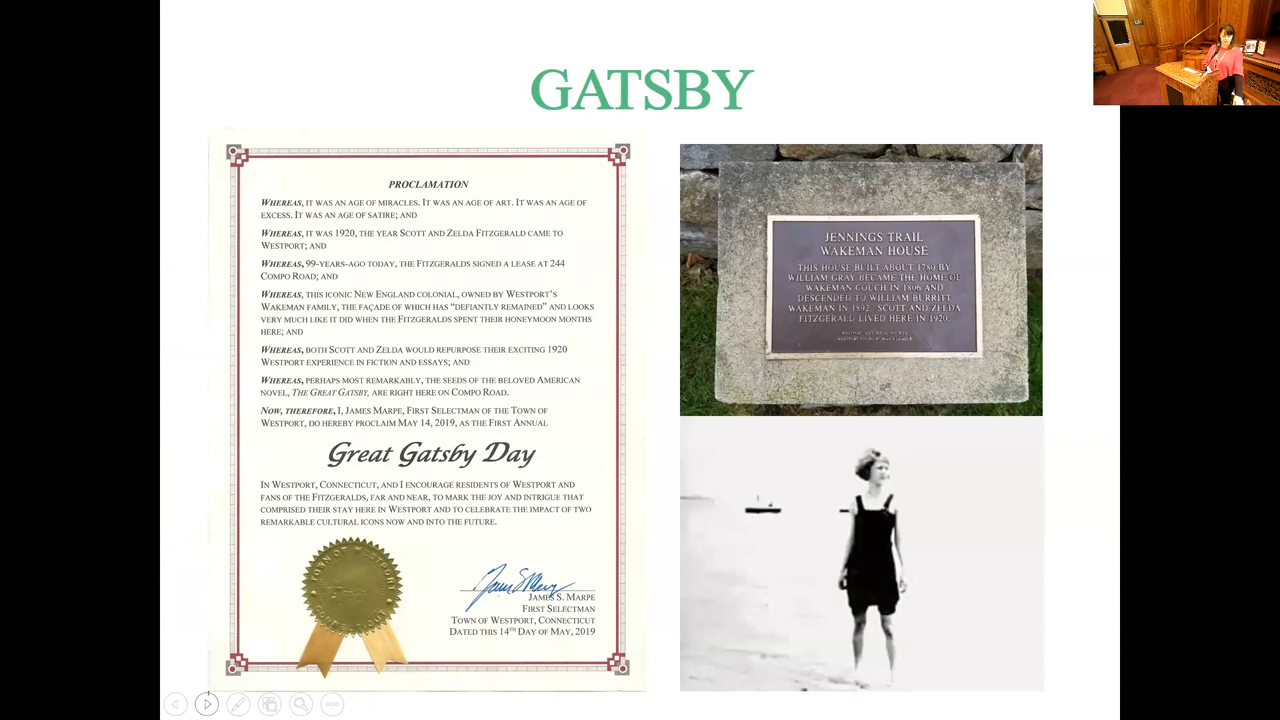 GATSBY
PROCLAMATION
WHEREAS, IT WAS AN AGE OF MIRACLES. IT WAS AN AGE OF ART. IT WAS AN AGE OF
EXCESS. IT WAS AN AGE OF SATIRE; AND
WHEREAS, IT WAS 1920, THE YEAR SCOTT AND ZELDA FITZGERALD CAME TO
WESTPORT; AND
WHEREAS, 99-YEARS-AGO TODAY, THE FITZGERALDS SIGNED A LEASE AT 244
COMPO ROAD; AND
WHEREAS, THIS ICONIC NEW ENGLAND COLONIAL, OWNED BY WESTPORT'S
WAKEMAN FAMILY, THE FAÇADE OF WHICH HAS "DEFIANTLY REMAINED" AND LOOKS
VERY MUCH LIKE IT DID WHEN THE FITZGERALDS SPENT THEIR HONEYMOON MONTHS
HERE; AND
WHEREAS, BOTH SCOTT AND ZELDA WOULD REPURPOSE THEIR EXCITING 1920
WESTPORT EXPERIENCE IN FICTION AND ESSAYS; AND
WHEREAS, PERHAPS MOST REMARKABLY, THE SEEDS OF THE BELOVED AMERICAN
NOVEL, THE GREAT GATSBY, ARE RIGHT HERE ON COMPO ROAD.
NOW, THEREFORE, I, JAMES MARPE, FIRST SELECTMAN OF THE TOWN OF
WESTPORT, DO HEREBY PROCLAIM MAY 14, 2019, AS THE FIRST ANNUAL
Great Gatsby Day
IN WESTPORT, CONNECTICUT, AND I ENCOURAGE RESIDENTS OF WESTPORT AND
FANS OF THE FITZGERALDS, FAR AND NEAR, TO MARK THE JOY AND INTRIGUE THAT
COMPRISED THEIR STAY HERE IN WESTPORT AND TO CELEBRATE THE IMPACT OF TWO
REMARKABLE CULTURAL ICONS NOW AND INTO THE FUTURE.
TOWN OF WESTPORT
James S Marpe
JAMES S. MARPE
FIRST SELECTMAN
TOWN OF WESTPORT, CONNECTICUT
DATED THIS 14TH DAY OF MAY, 2019
JENNINGS TRAIL
WAKEMAN HOUSE
THIS HOUSE BUILT ABOUT 1780 BY
WILLIAM GRAY BECAME THE HOME OF
WAKEMAN COUCH IN 1806 AND
DESCENDED TO WILLIAM BURRITT
WAKEMAN IN 1892. SCOTT AND ZELDA
FITZGERALD LIVED HERE IN 1920.